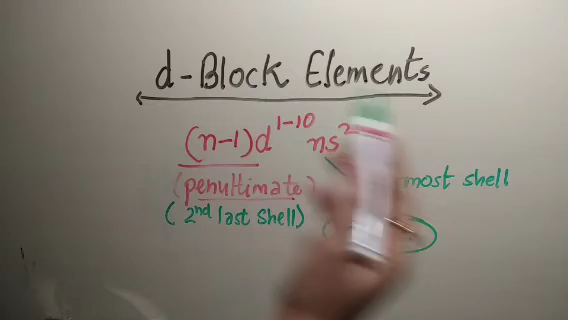 d-Block Elements
(n-1)d¹⁻¹⁰ ns²
(penultimate)
most shell
(2nd last shell)